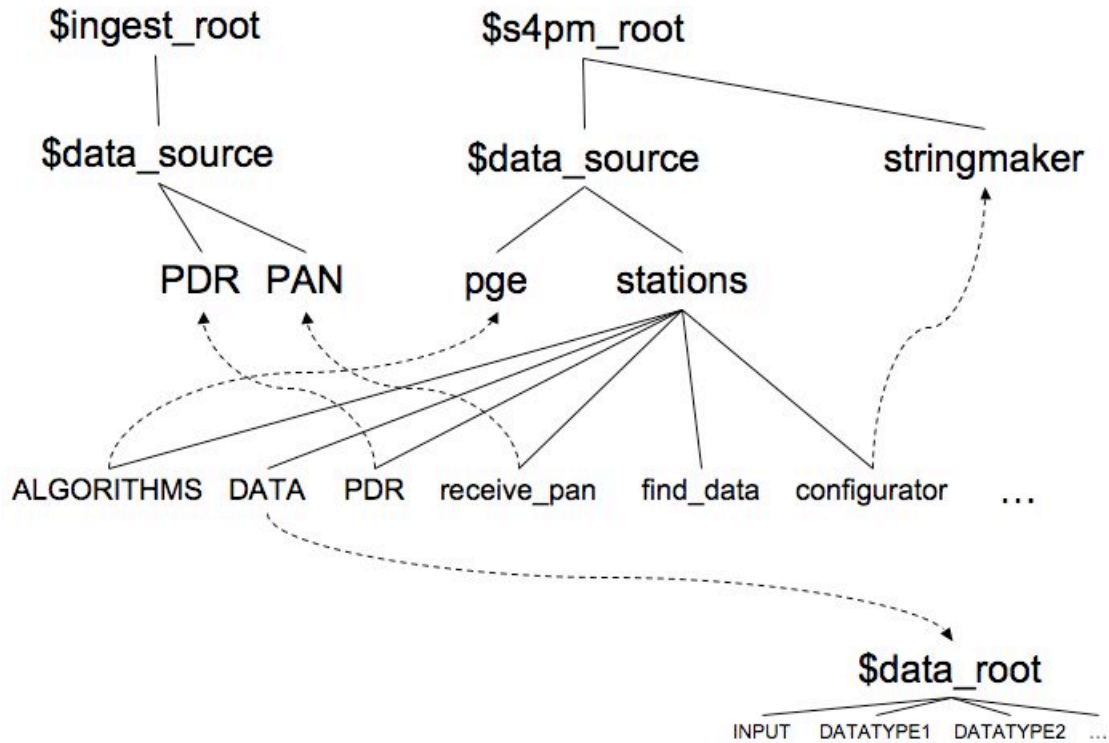 $ingest_root
$s4pm_root
$data_source
$data_source
stringmaker
PDR
PAN
pge
stations
ALGORITHMS
DATA
PDR
receive_pan
find_data
configurator
...
$data_root
INPUT
DATATYPE1
DATATYPE2
...